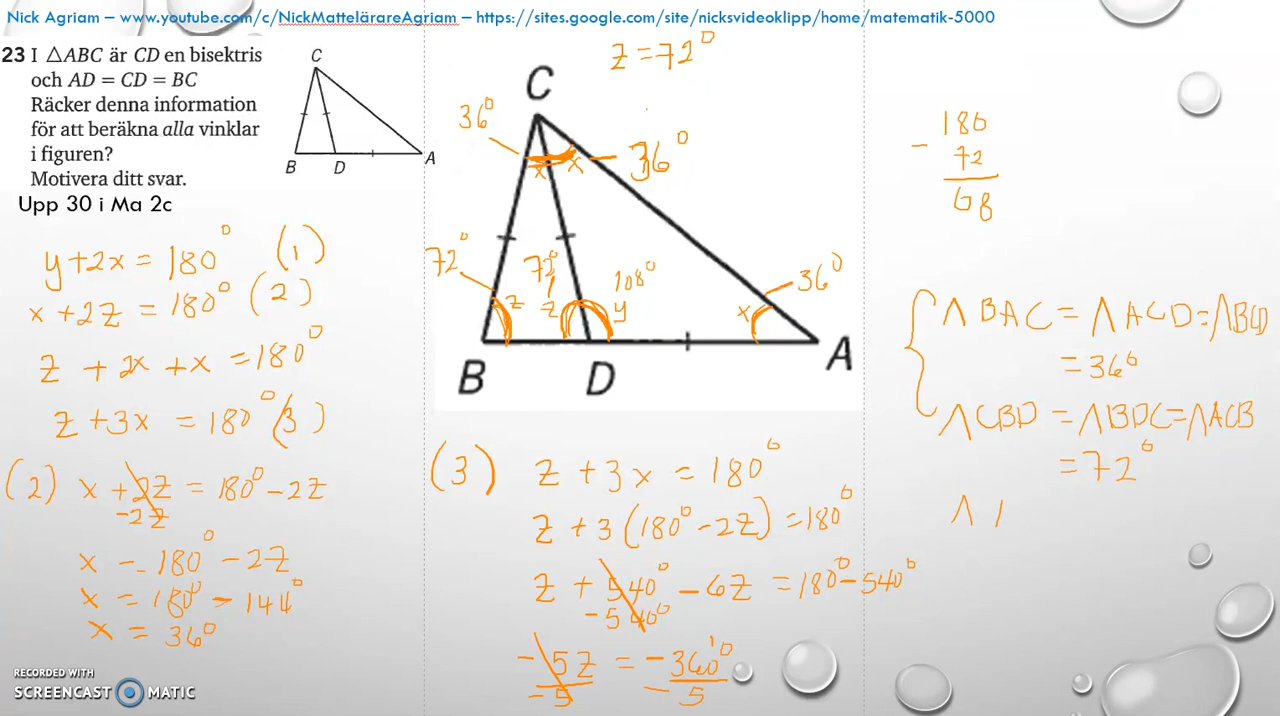 Nick Agriam – www.youtube.com/c/NickMattelärareAgriam – https://sites.google.com/site/nicksvideoklipp/home/matematik-5000
23 I △ABC är CD en bisektris
och AD = CD = BC
Räcker denna information
för att beräkna alla vinklar
i figuren?
Motivera ditt svar.
Upp 30 i Ma 2c
C
B
D
A
y + 2x = 180° (1)
x + 2z = 180° (2)
z + 2x + x = 180°
z + 3x = 180° (3)
(2) x + 2z = 180° - 2z
-2z
x = 180° - 2z
x = 180° - 144°
x = 36°
z = 72°
C
36°
x
x
36°
72°
z
72°
z
108°
y
x
36°
B
D
A
(3) z + 3x = 180°
z + 3(180° - 2z) = 180°
z + 540° - 6z = 180° - 540°
-540°
-5z = -360°
-5
-5
180
- 72
68
∧ BAC = ∧ ACD = ∧ BCD
= 36°
∧ CBD = ∧ BDC = ∧ ACB
= 72°
∧
RECORDED WITH
SCREENCAST MATIC